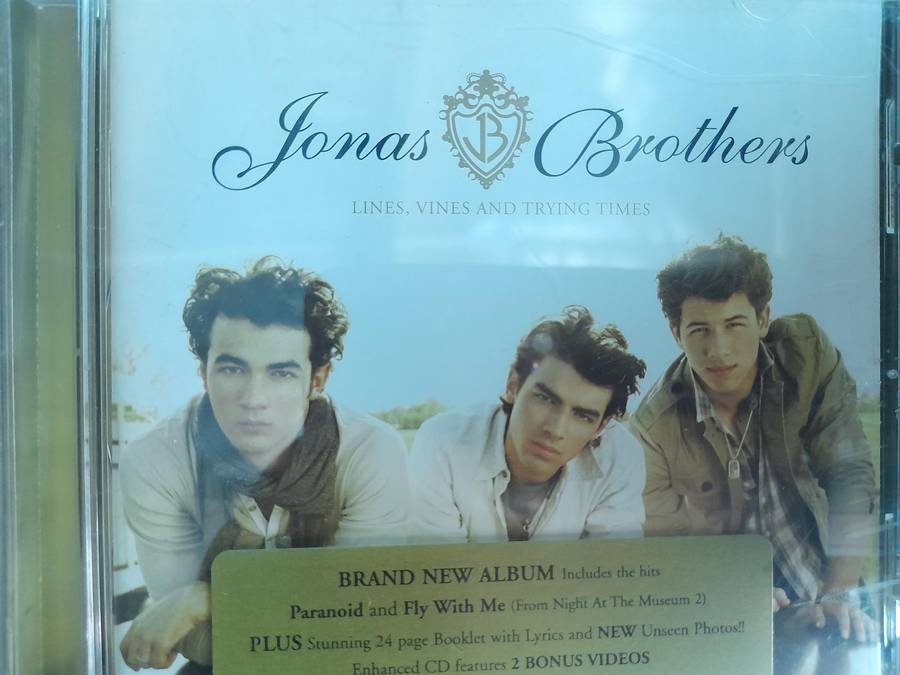 Jonas JB Brothers
LINES, VINES AND TRYING TIMES
BRAND NEW ALBUM Includes the hits
Paranoid and Fly With Me (From Night At The Museum 2)
PLUS Stunning 24 page Booklet with Lyrics and NEW Unseen Photos!!
Enhanced CD features 2 BONUS VIDEOS